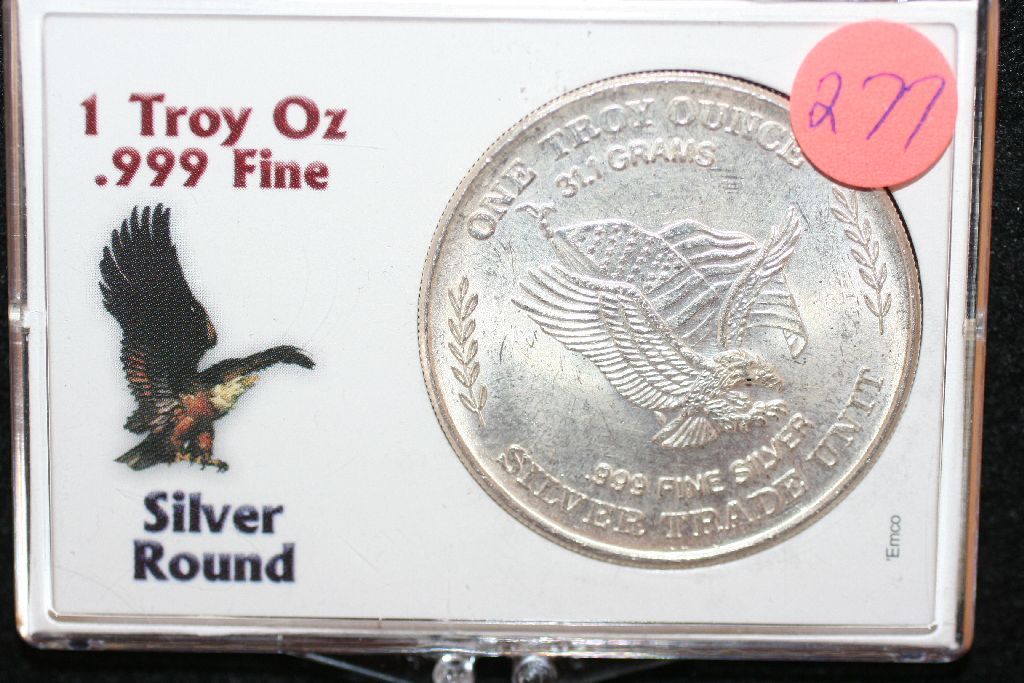 1 Troy Oz
.999 Fine
Silver
Round
ONE TROY OUNCE
31.1 GRAMS
.999 FINE SILVER
SILVER TRADE UNIT
277
'Emco